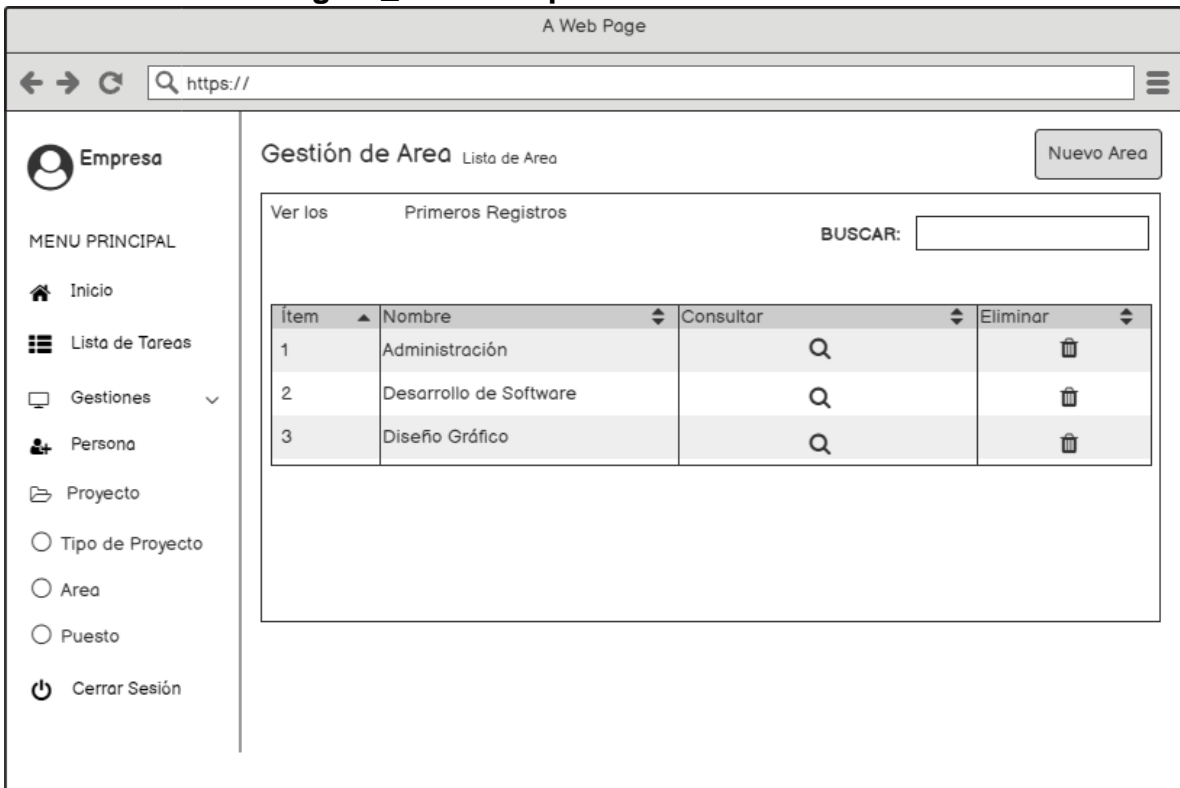 A Web Page
https://
Empresa
MENU PRINCIPAL
Inicio
Lista de Tareas
Gestiones
Persona
Proyecto
Tipo de Proyecto
Area
Puesto
Cerrar Sesión
Gestión de Area Lista de Area
Nuevo Area
Ver los Primeros Registros
BUSCAR:
Ítem Nombre Consultar Eliminar
1 Administración
2 Desarrollo de Software
3 Diseño Gráfico